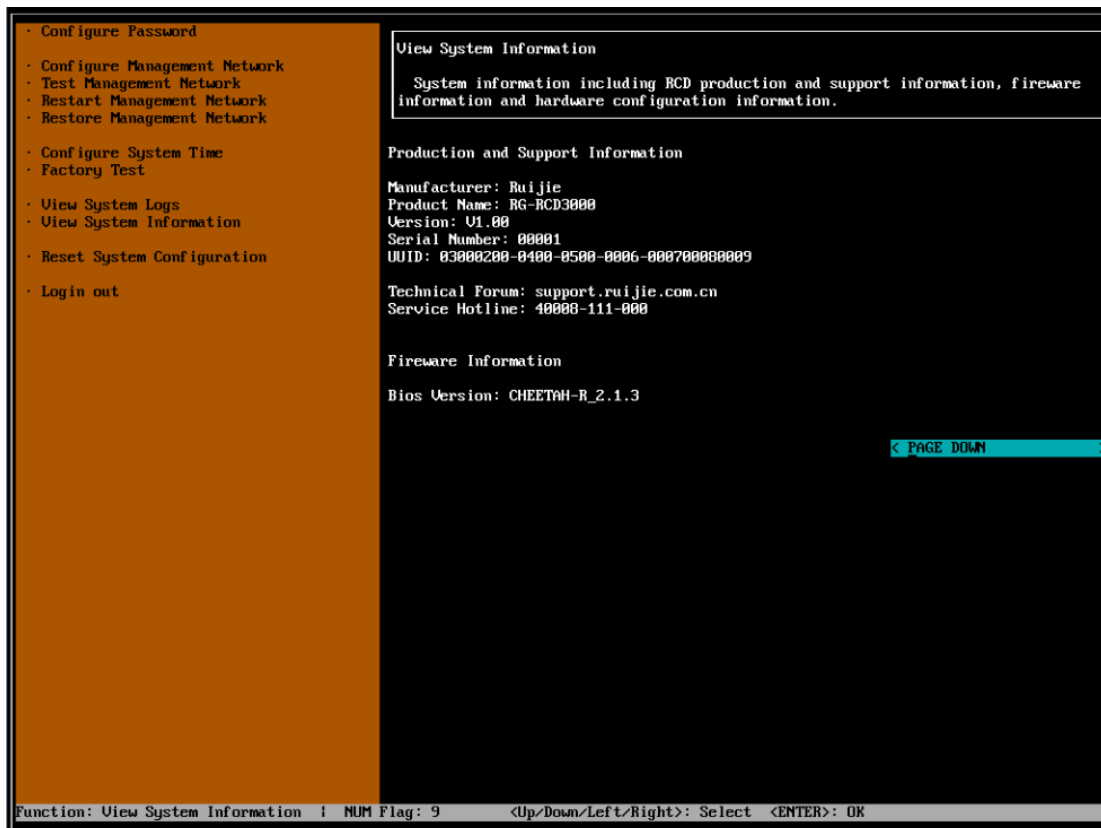 · Configure Password
· Configure Management Network
· Test Management Network
· Restart Management Network
· Restore Management Network
· Configure System Time
· Factory Test
· View System Logs
· View System Information
· Reset System Configuration
· Login out
View System Information
System information including RCD production and support information, fireware
information and hardware configuration information.
Production and Support Information
Manufacturer: Ruijie
Product Name: RG-RCD3000
Version: V1.00
Serial Number: 00001
UUID: 03000200-0400-0500-0006-000700080009
Technical Forum: support.ruijie.com.cn
Service Hotline: 40008-111-000
Fireware Information
Bios Version: CHEETAH-R_2.1.3
< PAGE DOWN
Function: View System Information | NUM Flag: 9 <Up/Down/Left/Right>: Select <ENTER>: OK